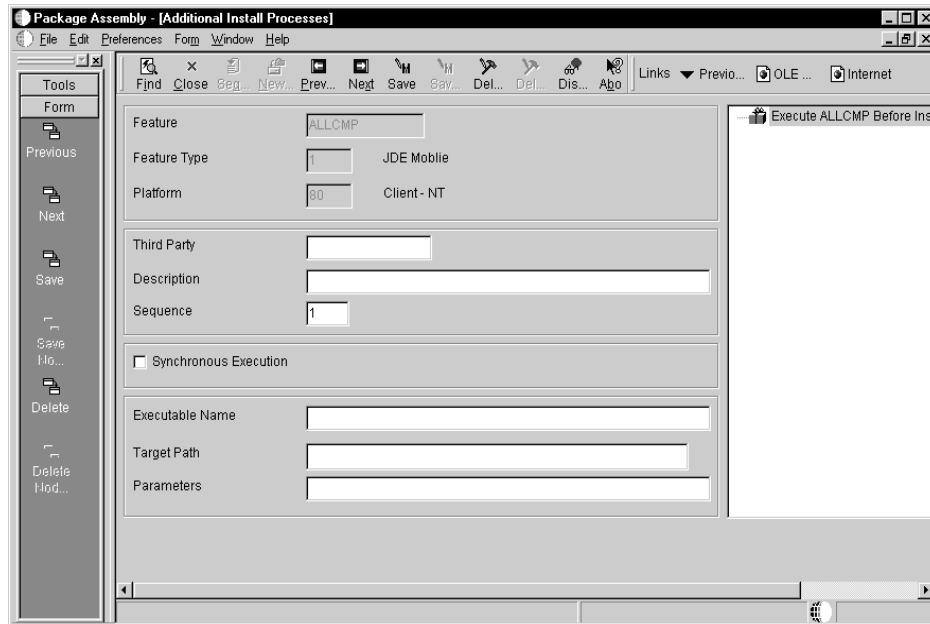 Package Assembly - [Additional Install Processes]
File Edit Preferences Form Window Help
Tools
Form
Previous
Next
Save
Save
No...
Delete
Delete
Nod...
Find Close Seq... New... Prev... Next Save Sav... Del... Del... Dis... Abo
Links Previo... OLE ... Internet
Feature ALLCMP
Feature Type 1 JDE Moblie
Platform 80 Client - NT
Third Party
Description
Sequence 1
Synchronous Execution
Executable Name
Target Path
Parameters
Execute ALLCMP Before Ins